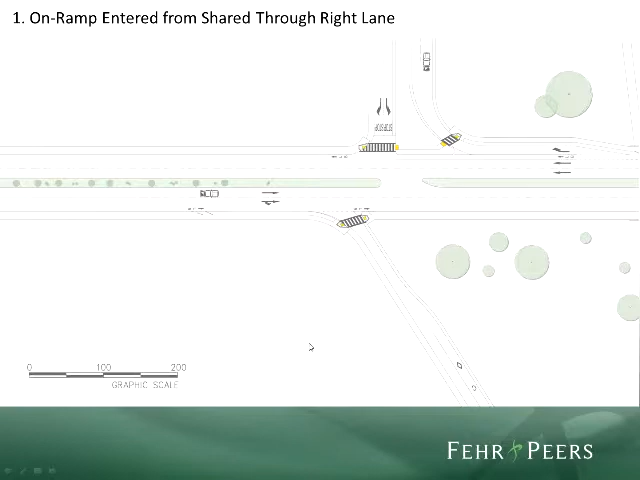 1. On-Ramp Entered from Shared Through Right Lane
0 100 200
GRAPHIC SCALE
FEHR PEERS